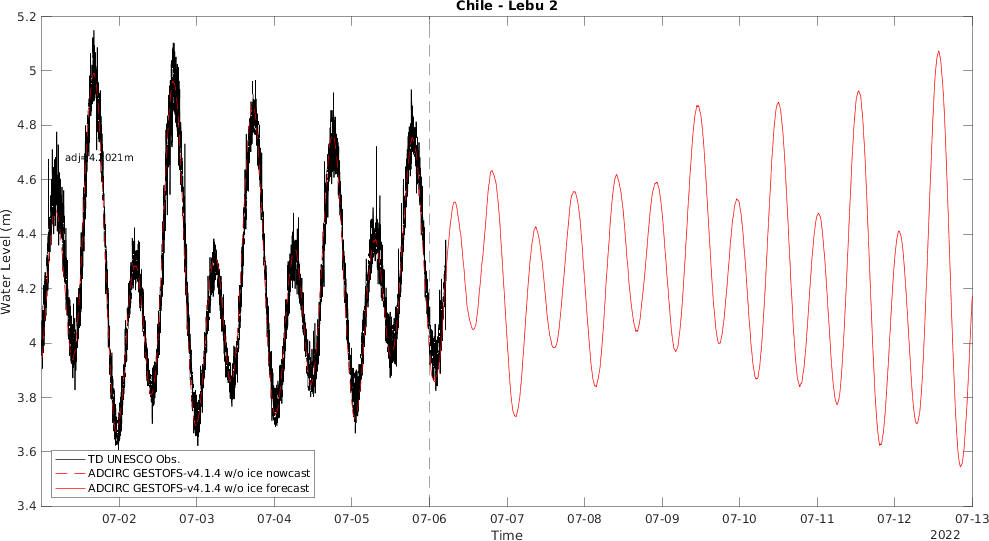 Chile - Lebu 2
5.2
5
4.8
4.6
4.4
4.2
4
3.8
3.6
3.4
Water Level (m)
adj=4.2021m
TD UNESCO Obs.
ADCIRC GESTOFS-v4.1.4 w/o ice nowcast
ADCIRC GESTOFS-v4.1.4 w/o ice forecast
07-02 07-03 07-04 07-05 07-06 07-07 07-08 07-09 07-10 07-11 07-12 07-13
Time
2022